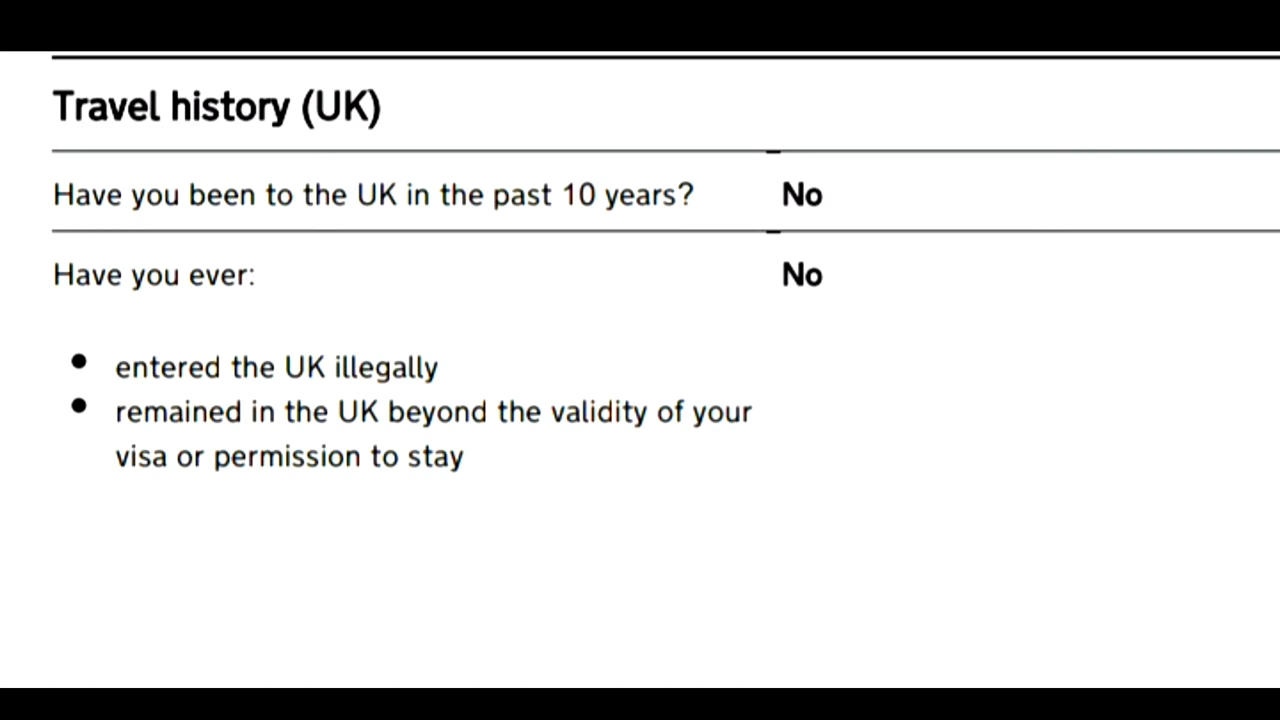 Travel history (UK)
Have you been to the UK in the past 10 years? No
Have you ever: No
• entered the UK illegally
• remained in the UK beyond the validity of your
visa or permission to stay